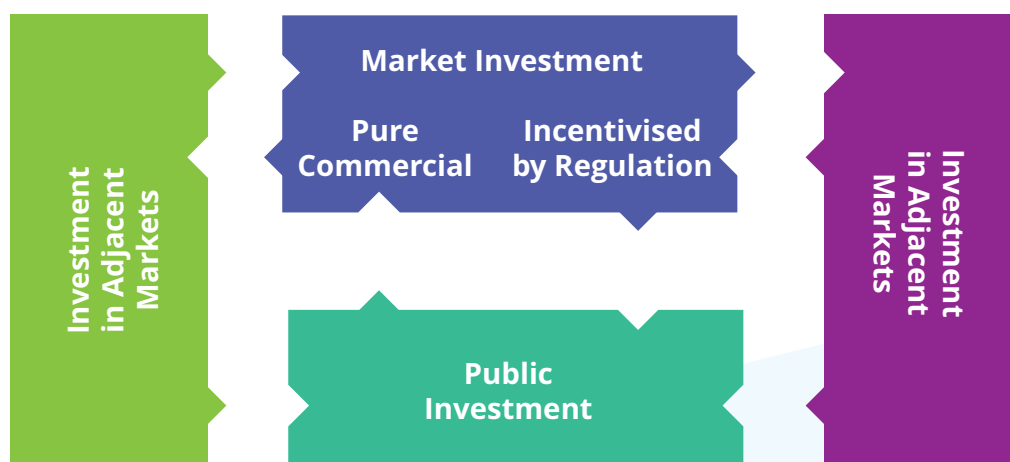 Investment
in Adjacent
Markets
Market Investment
Pure
Commercial
Incentivised
by Regulation
Public
Investment
Investment
in Adjacent
Markets